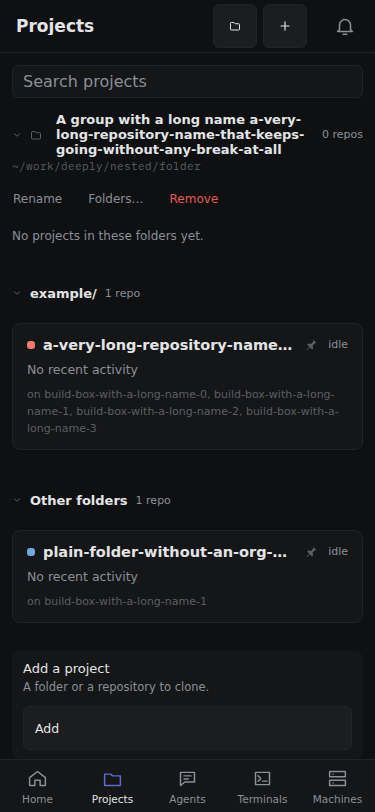 Projects
Search projects
A group with a long name a-very-
long-repository-name-that-keeps-
going-without-any-break-at-all
0 repos
~/work/deeply/nested/folder
Rename Folders… Remove
No projects in these folders yet.
example/ 1 repo
a-very-long-repository-name… idle
No recent activity
on build-box-with-a-long-name-0, build-box-with-a-long-
name-1, build-box-with-a-long-name-2, build-box-with-a-
long-name-3
Other folders 1 repo
plain-folder-without-an-org-… idle
No recent activity
on build-box-with-a-long-name-1
Add a project
A folder or a repository to clone.
Add
Home Projects Agents Terminals Machines